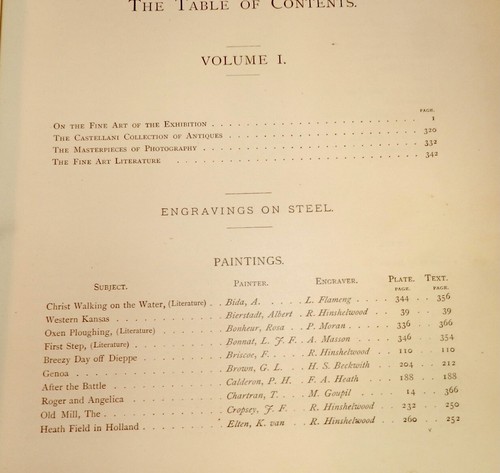 THE TABLE OF CONTENTS.
VOLUME I.
PAGE.
ON THE FINE ART OF THE EXHIBITION . . . . . . . . . . . . . . . . 1
THE CASTELLANI COLLECTION OF ANTIQUES . . . . . . . . . . . . . . . 320
THE MASTERPIECES OF PHOTOGRAPHY . . . . . . . . . . . . . . . . 332
THE FINE ART LITERATURE . . . . . . . . . . . . . . . . . 342
ENGRAVINGS ON STEEL.
PAINTINGS.
SUBJECT. PAINTER. ENGRAVER. PLATE. TEXT.
PAGE. PAGE.
Christ Walking on the Water, (Literature) . . Bida, A. . . . . . L. Flameng . . . . 344 . . 356
Western Kansas . . . . . . . . Bierstadt, Albert . R. Hinshelwood . . . 39 . . 39
Oxen Ploughing, (Literature) . . . . . Bonheur, Rosa . . P. Moran . . . . . 336 . . 366
First Step, (Literature) . . . . . . Bonnat, L. J. F. . A. Masson . . . . 346 . . 354
Breezy Day off Dieppe . . . . . . Briscoe, F. . . . . R. Hinshelwood . . . 110 . . 110
Genoa . . . . . . . . . . Brown, G. L. . . . H. S. Beckwith . . . 204 . . 212
After the Battle . . . . . . . . Calderon, P. H. . . F. A. Heath . . . . 188 . . 188
Roger and Angelica . . . . . . . Chartran, T. . . . . M. Goupil . . . . . 14 . . 366
Old Mill, The . . . . . . . . Cropsey, J. F. . . . R. Hinshelwood . . . 232 . . 250
Heath Field in Holland . . . . . . Elten, K. van . . . R. Hinshelwood . . . 260 . . 252